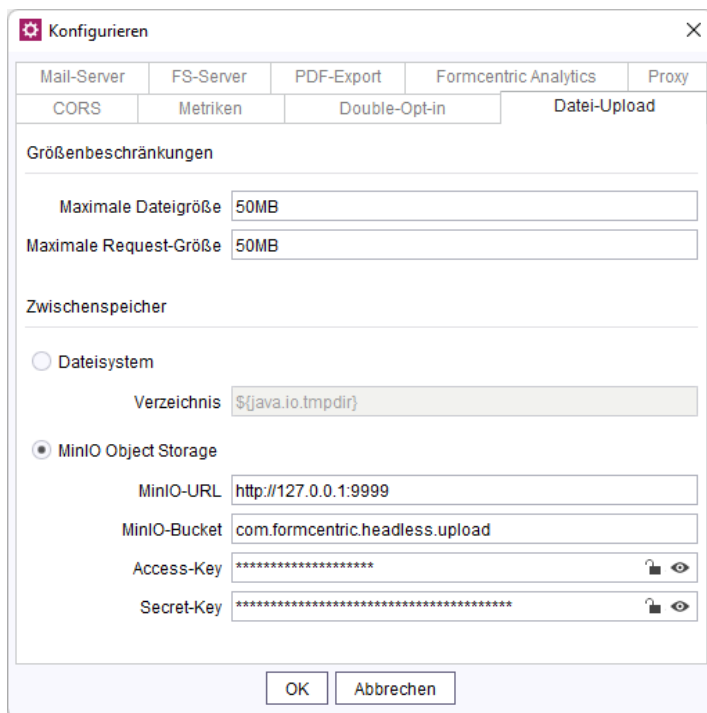 Konfigurieren
Mail-Server FS-Server PDF-Export Formcentric Analytics Proxy
CORS Metriken Double-Opt-in Datei-Upload
Größenbeschränkungen
Maximale Dateigröße 50MB
Maximale Request-Größe 50MB
Zwischenspeicher
Dateisystem
Verzeichnis ${java.io.tmpdir}
MinIO Object Storage
MinIO-URL http://127.0.0.1:9999
MinIO-Bucket com.formcentric.headless.upload
Access-Key ********************
Secret-Key ****************************************
OK Abbrechen